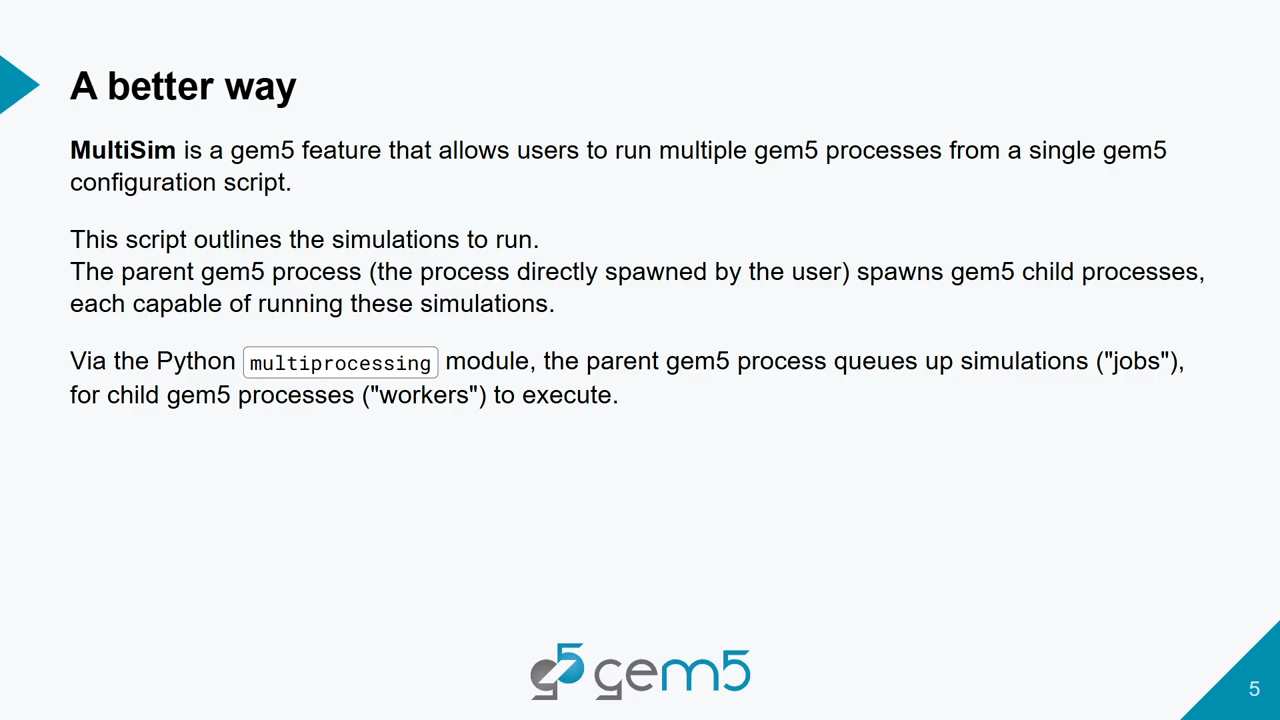 A better way
MultiSim is a gem5 feature that allows users to run multiple gem5 processes from a single gem5
configuration script.
This script outlines the simulations to run.
The parent gem5 process (the process directly spawned by the user) spawns gem5 child processes,
each capable of running these simulations.
Via the Python multiprocessing module, the parent gem5 process queues up simulations ("jobs"),
for child gem5 processes ("workers") to execute.
g5 gem5
5